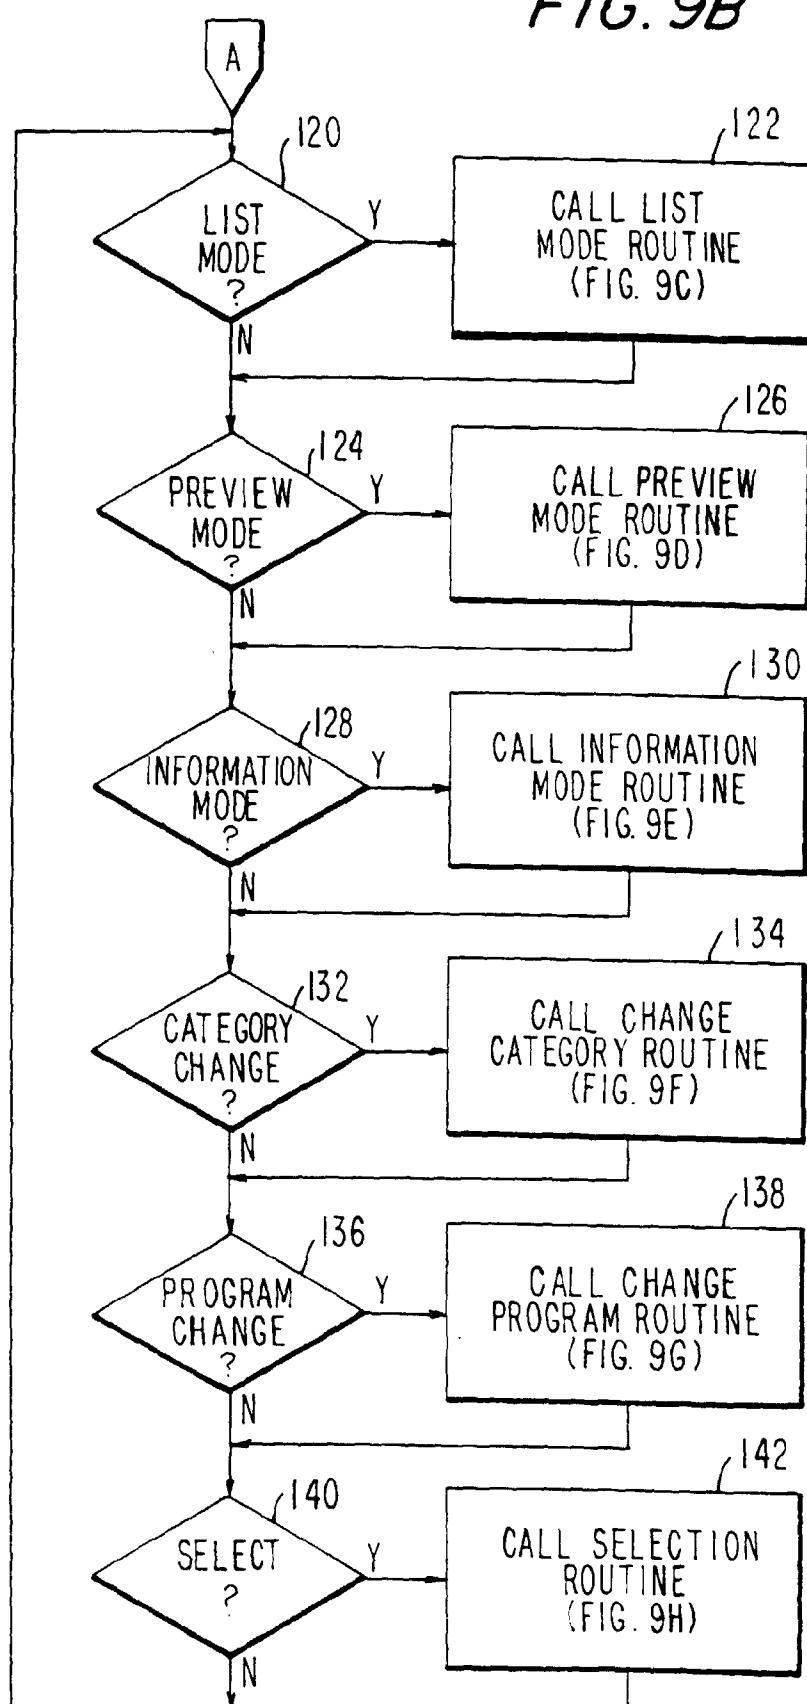 FIG. 9B
A
120
122
LIST
MODE
?
Y
CALL LIST
MODE ROUTINE
(FIG. 9C)
N
124
126
PREVIEW
MODE
?
Y
CALL PREVIEW
MODE ROUTINE
(FIG. 9D)
N
128
130
INFORMATION
MODE
?
Y
CALL INFORMATION
MODE ROUTINE
(FIG. 9E)
N
132
134
CATEGORY
CHANGE
?
Y
CALL CHANGE
CATEGORY ROUTINE
(FIG. 9F)
N
136
138
PROGRAM
CHANGE
?
Y
CALL CHANGE
PROGRAM ROUTINE
(FIG. 9G)
N
140
142
SELECT
?
Y
CALL SELECTION
ROUTINE
(FIG. 9H)
N